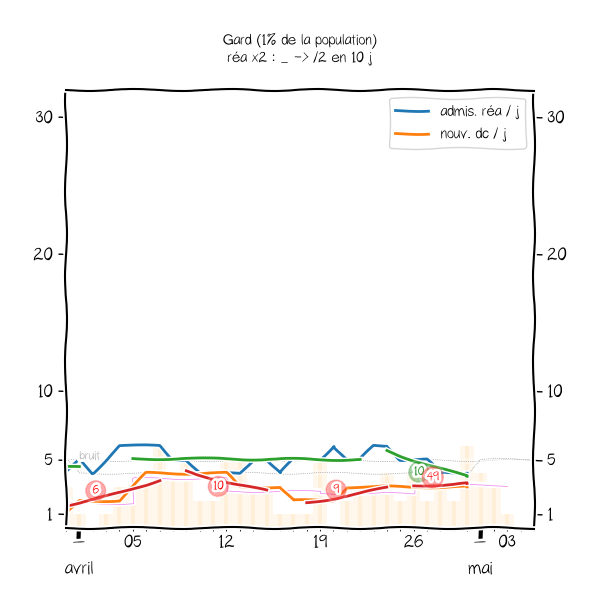 Gard (1% de la population)
réa x2 : _ -> /2 en 10 j
admis. réa / j
nouv. dc / j
30
30
20
20
10
10
bruit
5
5
10
49
6
10
9
1
1
05
12
19
26
03
avril
mai